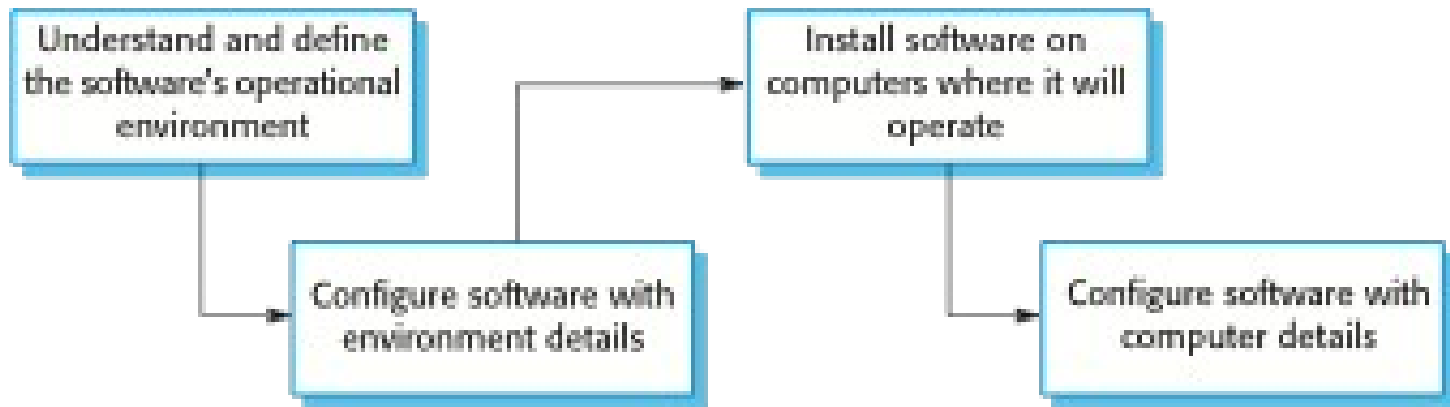 Understand and define
the software's operational
environment
Configure software with
environment details
Install software on
computers where it will
operate
Configure software with
computer details